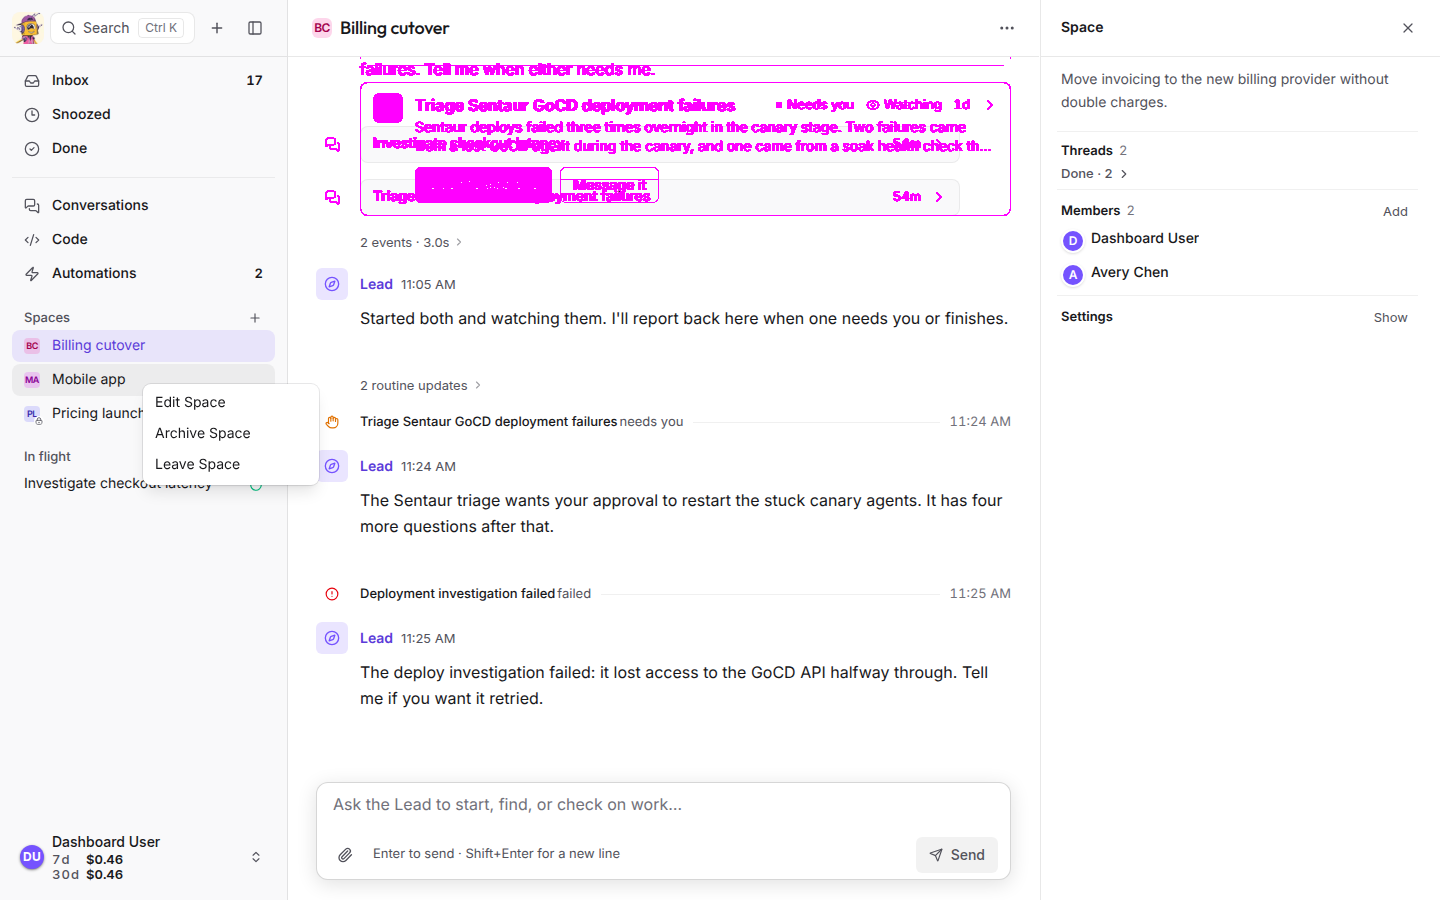 Search Ctrl K
Inbox 17
Snoozed
Done
Conversations
Code
Automations 2
Spaces
BC Billing cutover
MA Mobile app
PL Pricing launch
Edit Space
Archive Space
Leave Space
In flight
Investigate checkout latency
DU Dashboard User
7d $0.46
30d $0.46
BC Billing cutover
failures. Tell me when either needs me.
Triage Sentaur GoCD deployment failures Needs you Watching 1d
Sentaur deploys failed three times overnight in the canary stage. Two failures came
agent during the canary, and one came from a soak health check th...
Investigate checkout
Message it
Triage deployment failures 54m
2 events · 3.0s
Lead 11:05 AM
Started both and watching them. I'll report back here when one needs you or finishes.
2 routine updates
Triage Sentaur GoCD deployment failures needs you 11:24 AM
Lead 11:24 AM
The Sentaur triage wants your approval to restart the stuck canary agents. It has four
more questions after that.
Deployment investigation failed failed 11:25 AM
Lead 11:25 AM
The deploy investigation failed: it lost access to the GoCD API halfway through. Tell
me if you want it retried.
Ask the Lead to start, find, or check on work...
Enter to send · Shift+Enter for a new line Send
Space
Move invoicing to the new billing provider without
double charges.
Threads 2
Done · 2
Members 2 Add
D Dashboard User
A Avery Chen
Settings Show